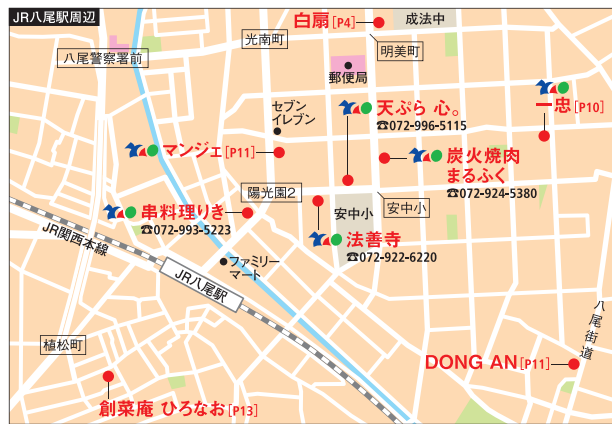 JR八尾駅周辺
白扇[P4]
成法中
光南町
明美町
八尾警察署前
郵便局
セブン
イレブン
天ぷら 心。
☎072-996-5115
一忠[P10]
マンジェ[P11]
炭火焼肉
まるふく
☎072-924-5380
陽光園2
安中小
安中小
串料理りき
☎072-993-5223
法善寺
☎072-922-6220
JR関西本線
ファミリー
マート
JR八尾駅
八尾街道
植松町
DONG AN[P11]
創菜庵 ひろなお[P13]